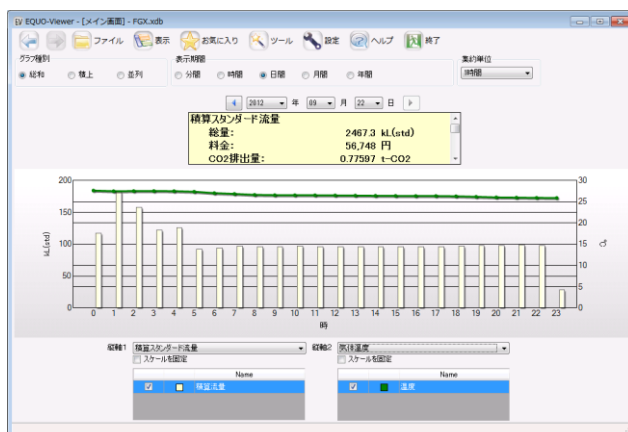 EQUO-Viewer - [メイン画面] - FGX.xdb
ファイル 表示 お気に入り ツール 設定 ヘルプ 終了
グラフ種別 表示期間 集約単位
総和 積上 並列 分間 時間 日間 月間 年間 1時間
2012 年 09 月 22 日
積算スタンダード流量
総量: 2467.3 kL(std)
料金: 56,748 円
CO2排出量: 0.77597 t-CO2
200 30
25
150
20
kL(std) 100 15 ℃
10
50
5
0 0
0 1 2 3 4 5 6 7 8 9 10 11 12 13 14 15 16 17 18 19 20 21 22 23
時
縦軸1 積算スタンダード流量 縦軸2 気体温度
スケールを固定 スケールを固定
Name Name
積算流量 温度